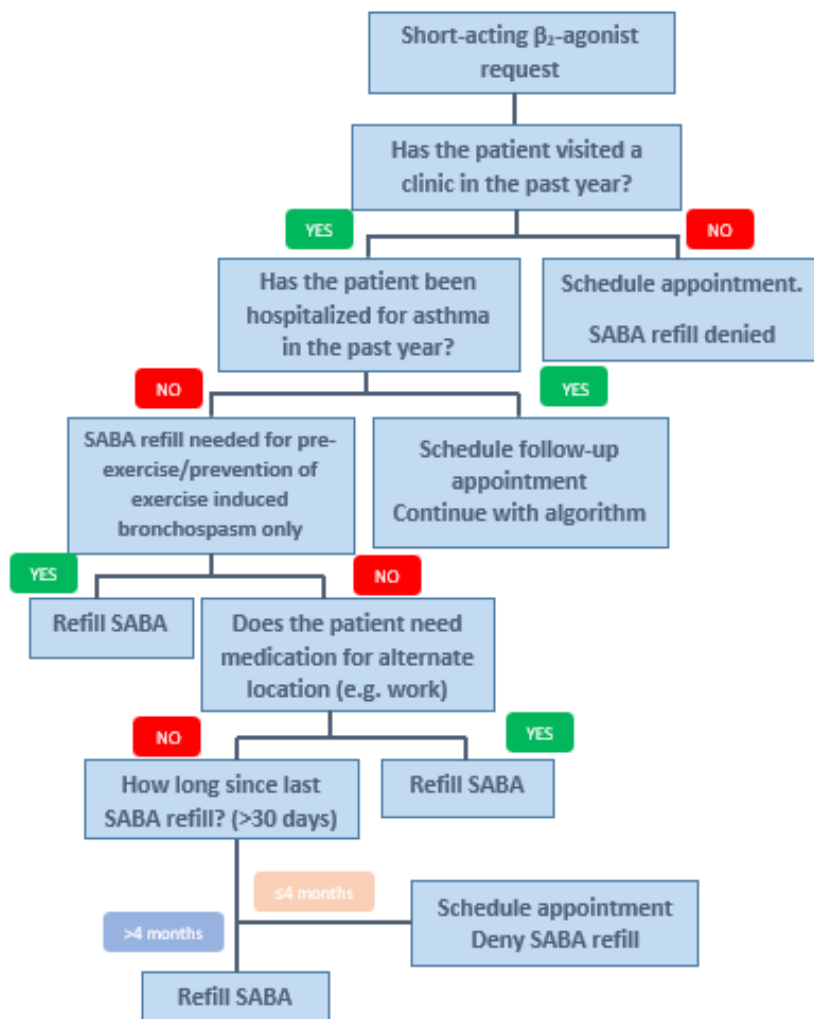 Short-acting β₂-agonist
request
Has the patient visited a
clinic in the past year?
YES
NO
Has the patient been
hospitalized for asthma
in the past year?
Schedule appointment.
SABA refill denied
NO
YES
SABA refill needed for pre-
exercise/prevention of
exercise induced
bronchospasm only
Schedule follow-up
appointment
Continue with algorithm
YES
NO
Refill SABA
Does the patient need
medication for alternate
location (e.g. work)
NO
YES
How long since last
SABA refill? (>30 days)
Refill SABA
≤4 months
>4 months
Schedule appointment
Deny SABA refill
Refill SABA